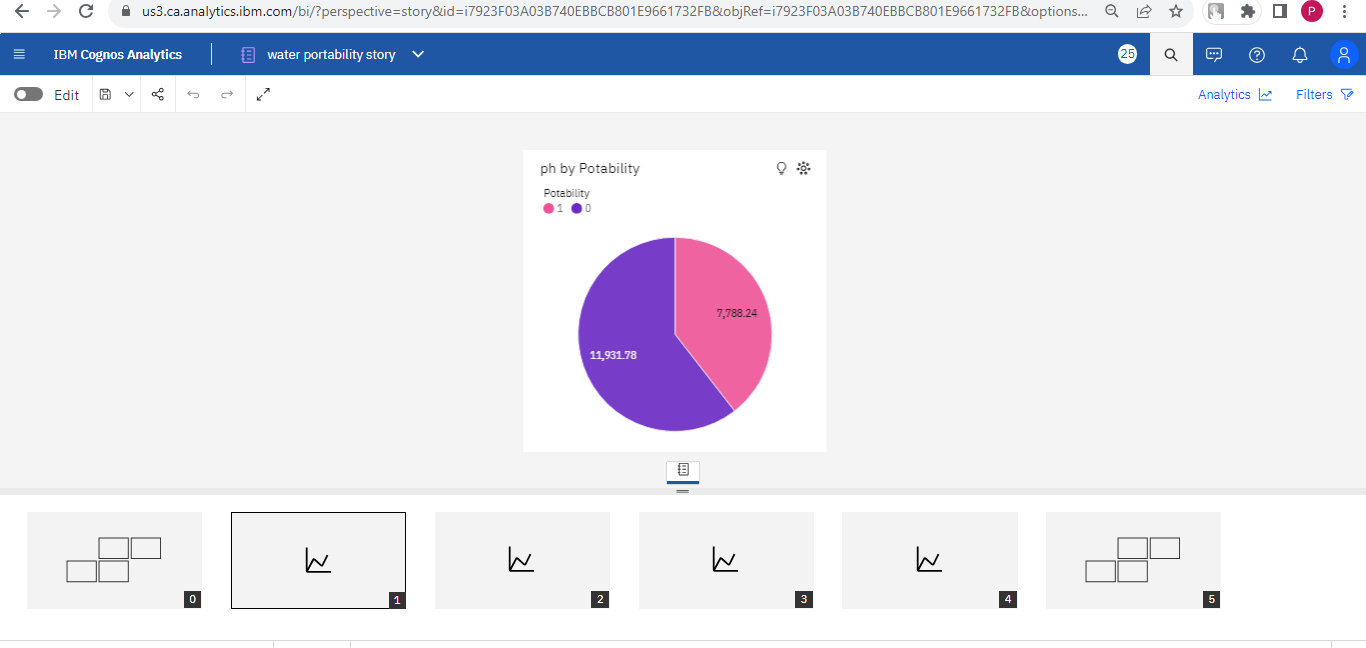 us3.ca.analytics.ibm.com/bi/?perspective=story&id=i7923F03A03B740EBBCB801E9661732FB&objRef=i7923F03A03B740EBBCB801E9661732FB&options...
P
IBM Cognos Analytics
water portability story
25
Edit
Analytics
Filters
ph by Potability
Potability
1 0
7,788.24
11,931.78
0
1
2
3
4
5